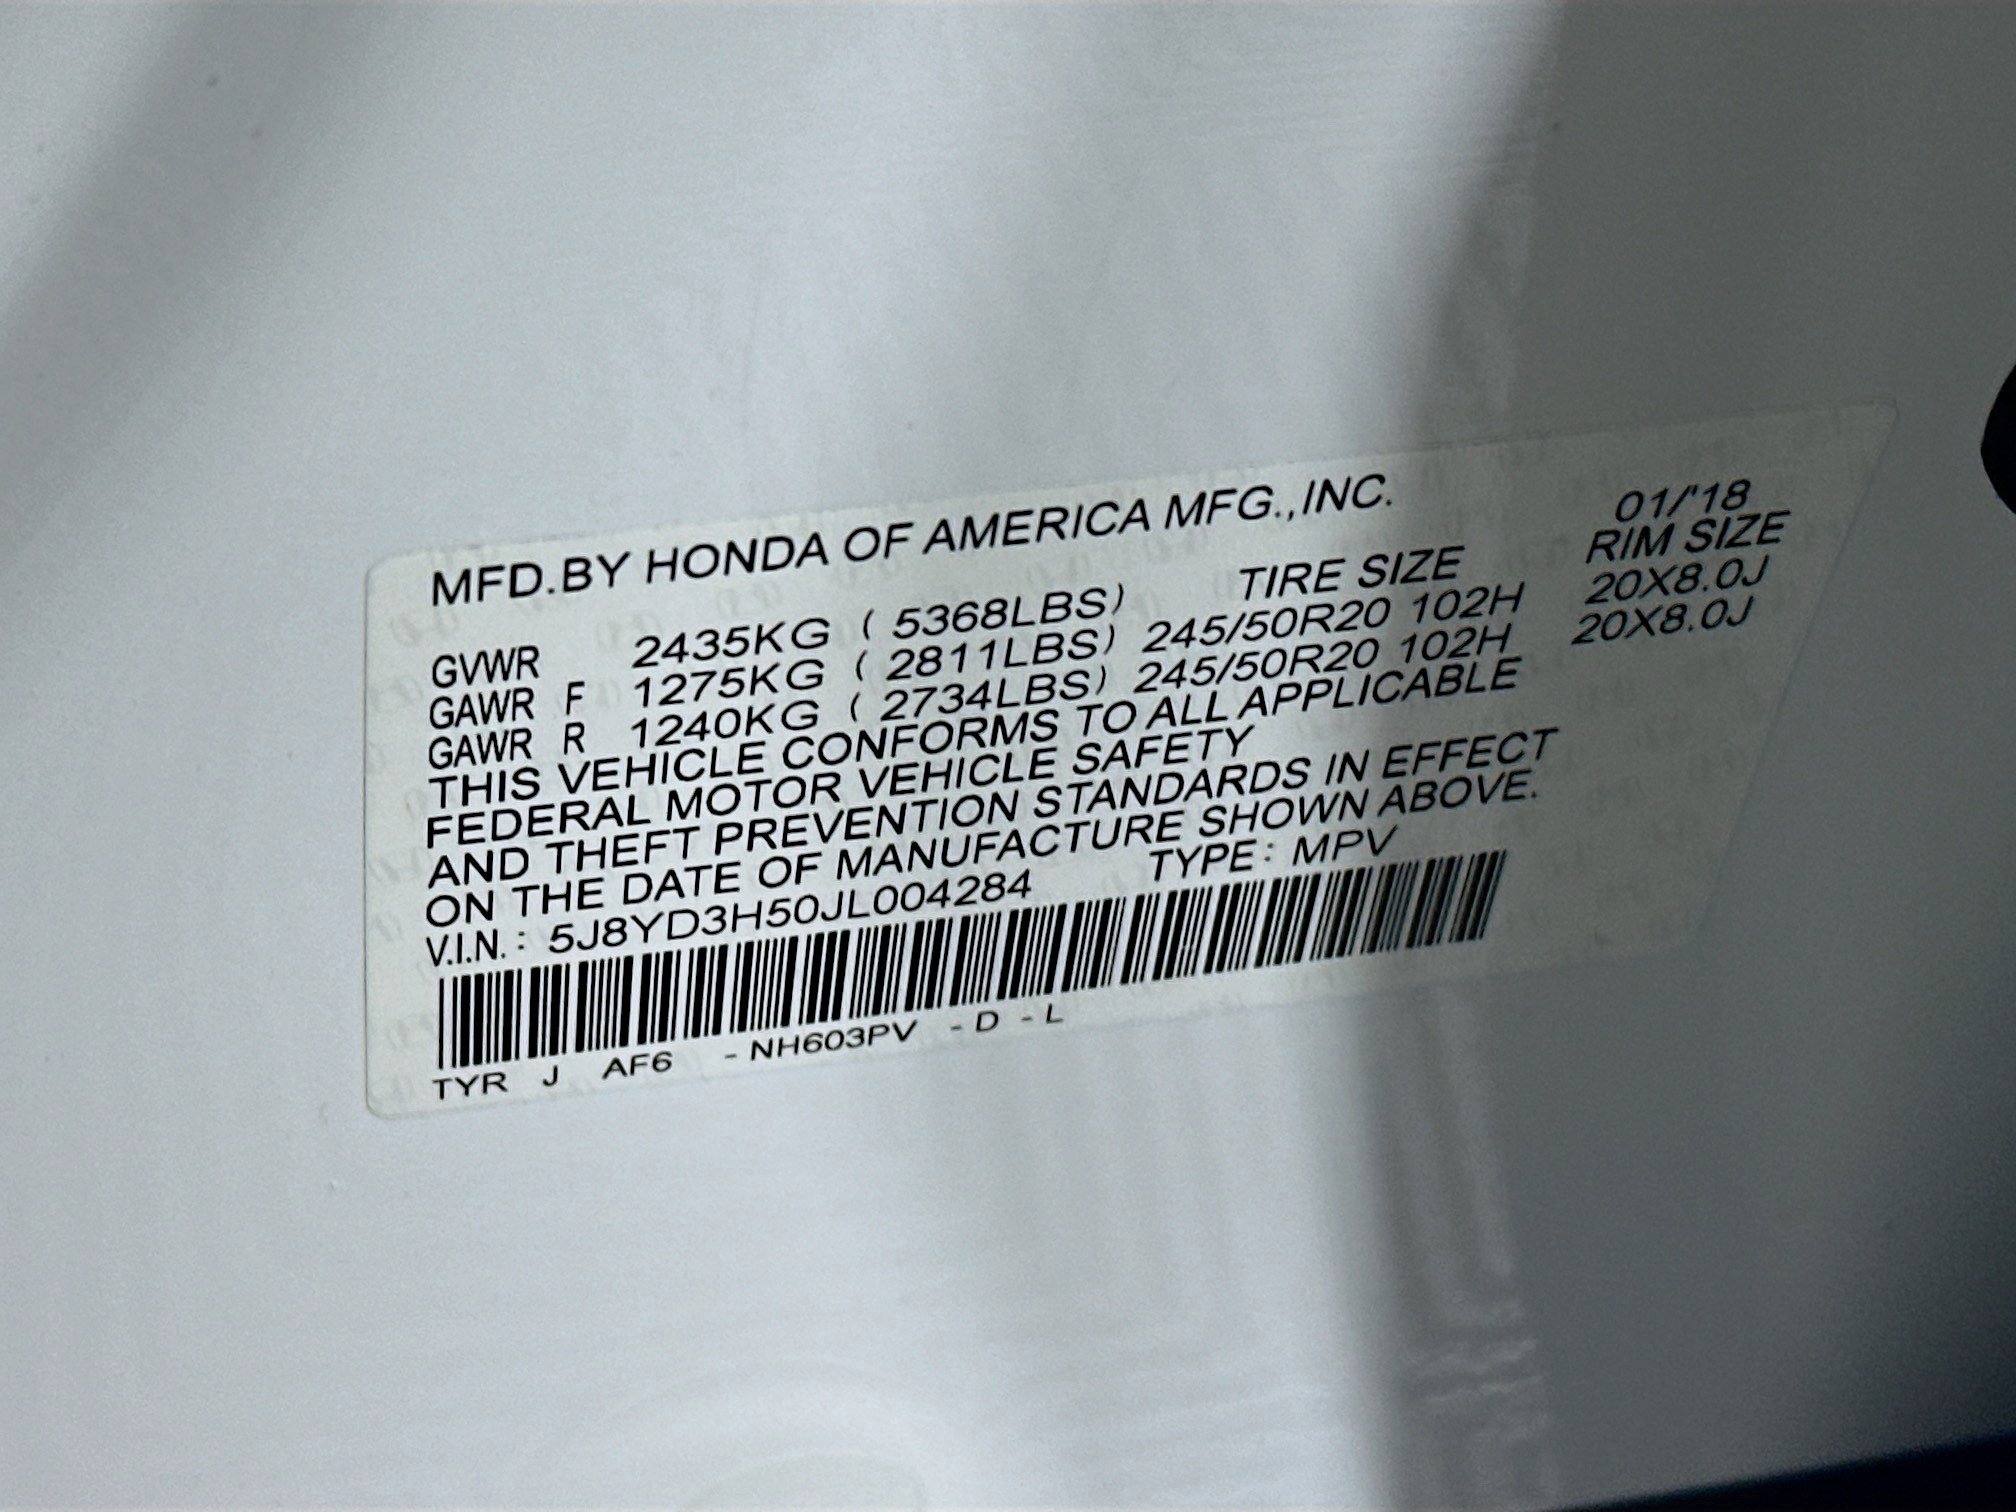 MFD.BY HONDA OF AMERICA MFG.,INC. 01/'18
TIRE SIZE RIM SIZE
GVWR 2435KG ( 5368LBS)
GAWR F 1275KG ( 2811LBS) 245/50R20 102H 20X8.0J
GAWR R 1240KG ( 2734LBS) 245/50R20 102H 20X8.0J
THIS VEHICLE CONFORMS TO ALL APPLICABLE
FEDERAL MOTOR VEHICLE SAFETY
AND THEFT PREVENTION STANDARDS IN EFFECT
ON THE DATE OF MANUFACTURE SHOWN ABOVE.
V.I.N.: 5J8YD3H50JL004284 TYPE: MPV
TYR J AF6 -NH603PV -D -L